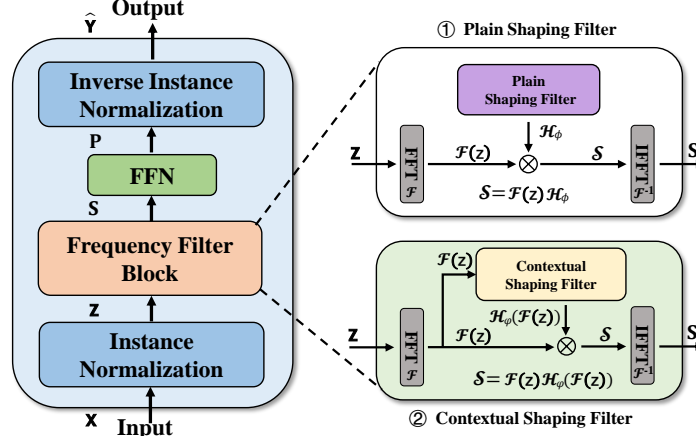 Output
Ŷ
Inverse Instance
Normalization
P
FFN
S
Frequency Filter
Block
Z
Instance
Normalization
X
Input
① Plain Shaping Filter
Plain
Shaping Filter
𝓗ϕ
Z
FFT
𝓕
𝓕(z)
⊗
𝓢
IFFT
𝓕⁻¹
S
𝓢=𝓕(z)𝓗ϕ
𝓕(z)
Contextual
Shaping Filter
𝓗φ(𝓕(z))
Z
FFT
𝓕
𝓕(z)
⊗
𝓢
IFFT
𝓕⁻¹
S
𝓢=𝓕(z)𝓗φ(𝓕(z))
② Contextual Shaping Filter